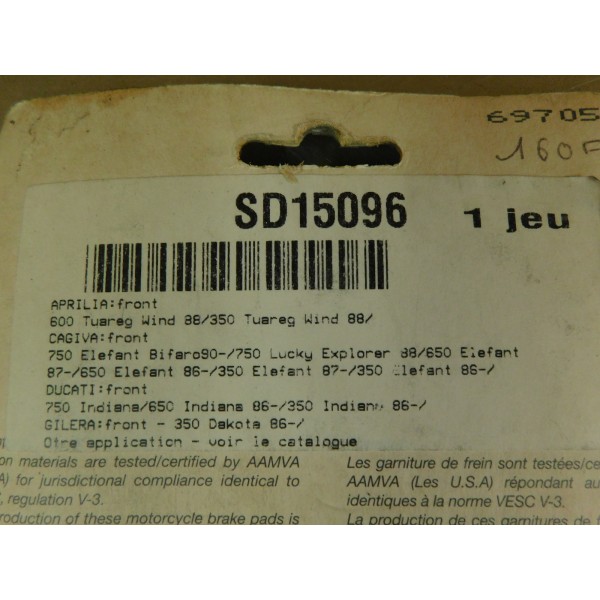 69705
160F
SD15096 1 jeu
APRILIA:front
600 Tuareg Wind 88/350 Tuareg Wind 88/
CAGIVA:front
750 Elefant Bifaro90-/750 Lucky Explorer 88/650 Elefant
87-/650 Elefant 86-/350 Elefant 87-/350 Elefant 86-/
DUCATI:front
750 Indiana/650 Indiana 86-/350 Indiana 86-/
GILERA:front - 350 Dakota 86-/
Otre application - voir le catalogue
on materials are tested/certified by AAMVA
A) for jurisdictional compliance identical to
, regulation V-3.
roduction of these motorcycle brake pads is
Les garniture de frein sont testées/ce
AAMVA (Les U.S.A) répondant au
identiques à la norme VESC V-3.
La production de ces garnitures de f